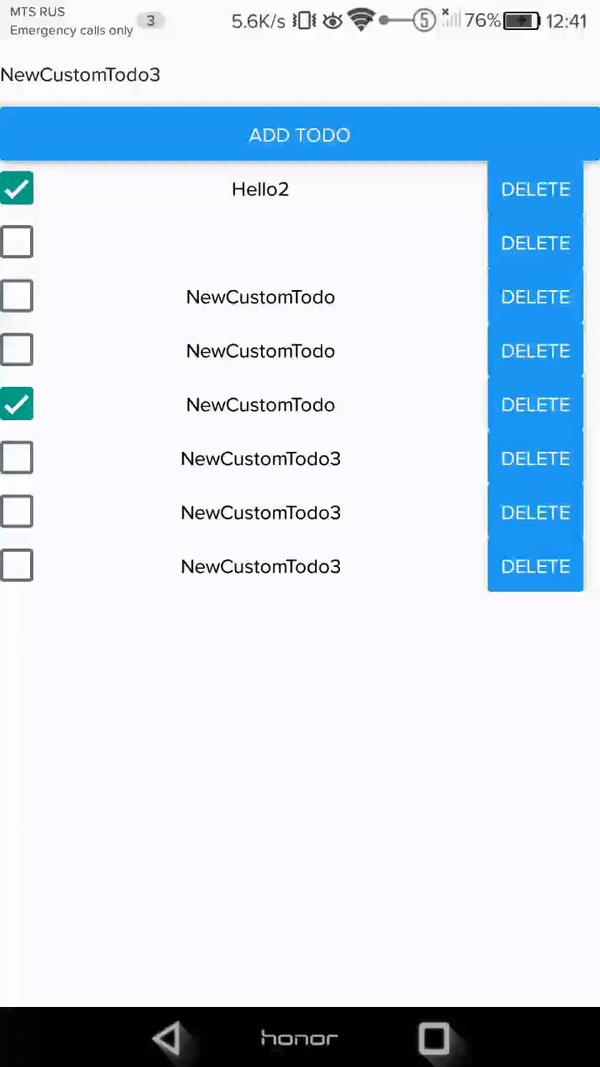 MTS RUS
Emergency calls only
3
5.6K/s 5 76% 12:41
NewCustomTodo3
ADD TODO
Hello2 DELETE
DELETE
NewCustomTodo DELETE
NewCustomTodo DELETE
NewCustomTodo DELETE
NewCustomTodo3 DELETE
NewCustomTodo3 DELETE
NewCustomTodo3 DELETE
honor